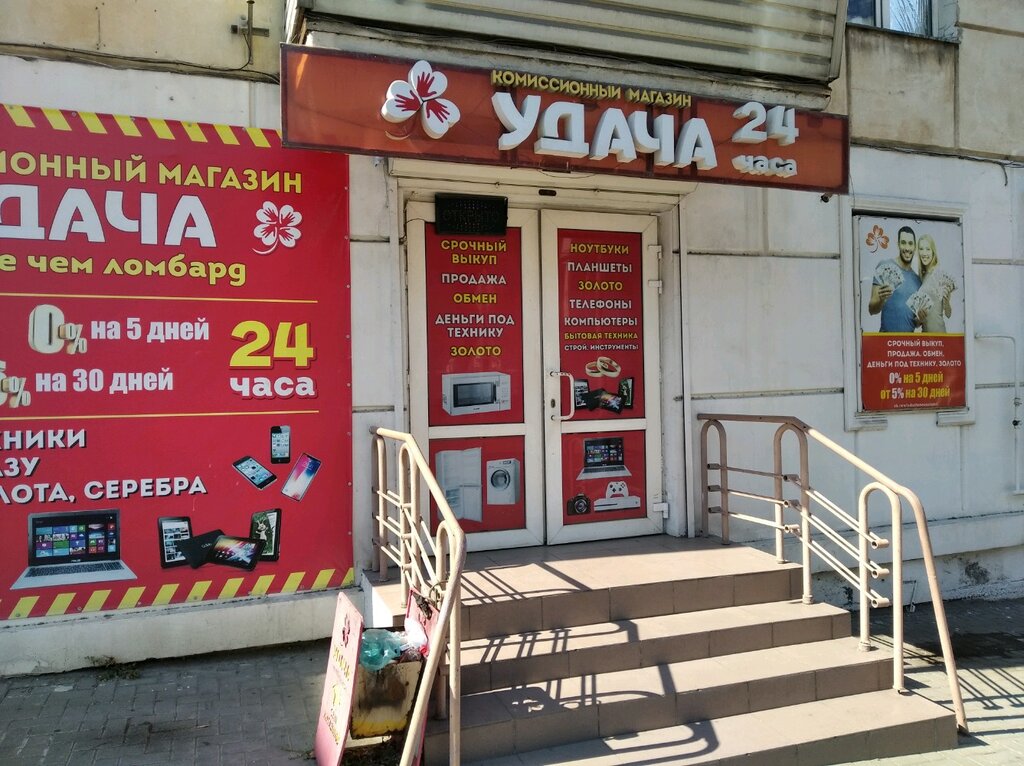 КОМИССИОННЫЙ МАГАЗИН
УДАЧА
24
часа
ИОННЫЙ МАГАЗИН
ДАЧА
е чем ломбард
0% на 5 дней
% на 30 дней
24
часа
НИКИ
АЗУ
ЛОТА, СЕРЕБРА
ОТКРЫТО
СРОЧНЫЙ
ВЫКУП
ПРОДАЖА
ОБМЕН
ДЕНЬГИ ПОД
ТЕХНИКУ
ЗОЛОТО
НОУТБУКИ
ПЛАНШЕТЫ
ЗОЛОТО
ТЕЛЕФОНЫ
КОМПЬЮТЕРЫ
БЫТОВАЯ ТЕХНИКА
СТРОЙ. ИНСТРУМЕНТЫ
СРОЧНЫЙ ВЫКУП,
ПРОДАЖА. ОБМЕН,
ДЕНЬГИ ПОД ТЕХНИКУ, ЗОЛОТО
0% на 5 дней
от 5% на 30 дней